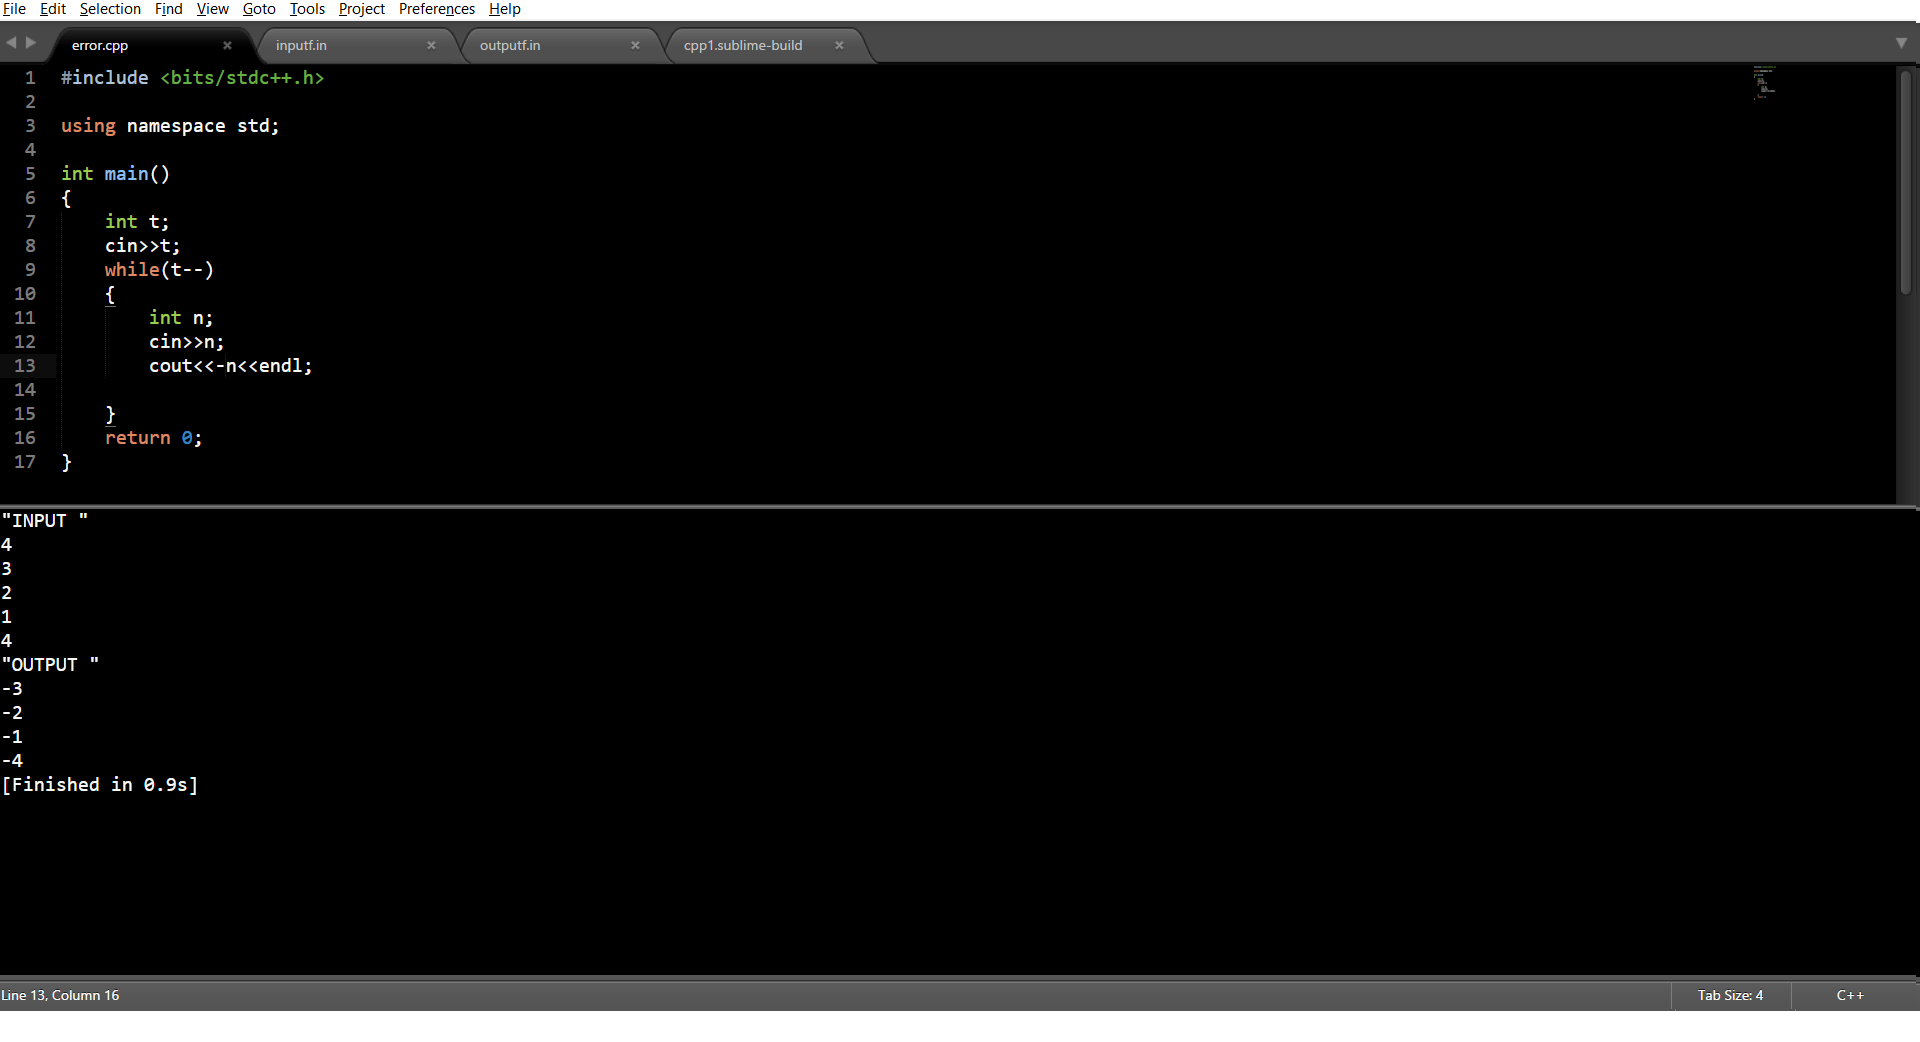 File Edit Selection Find View Goto Tools Project Preferences Help
error.cpp × inputf.in × outputf.in × cpp1.sublime-build ×
1 #include <bits/stdc++.h>
2
3 using namespace std;
4
5 int main()
6 {
7     int t;
8     cin>>t;
9     while(t--)
10     {
11         int n;
12         cin>>n;
13         cout<<-n<<endl;
14
15     }
16     return 0;
17 }
"INPUT "
4
3
2
1
4
"OUTPUT "
-3
-2
-1
-4
[Finished in 0.9s]
Line 13, Column 16 Tab Size: 4 C++